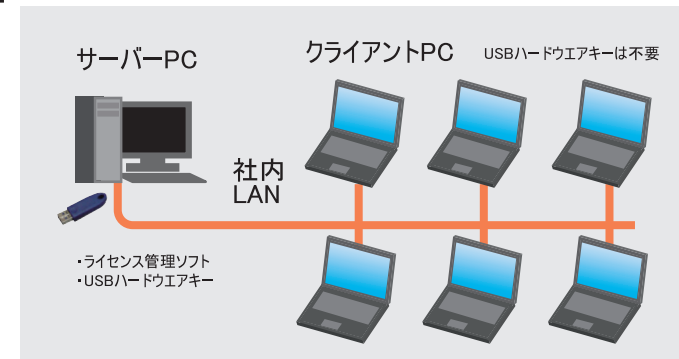 サーバーPC
クライアントPC
USBハードウエアキーは不要
社内
LAN
・ライセンス管理ソフト
・USBハードウエアキー